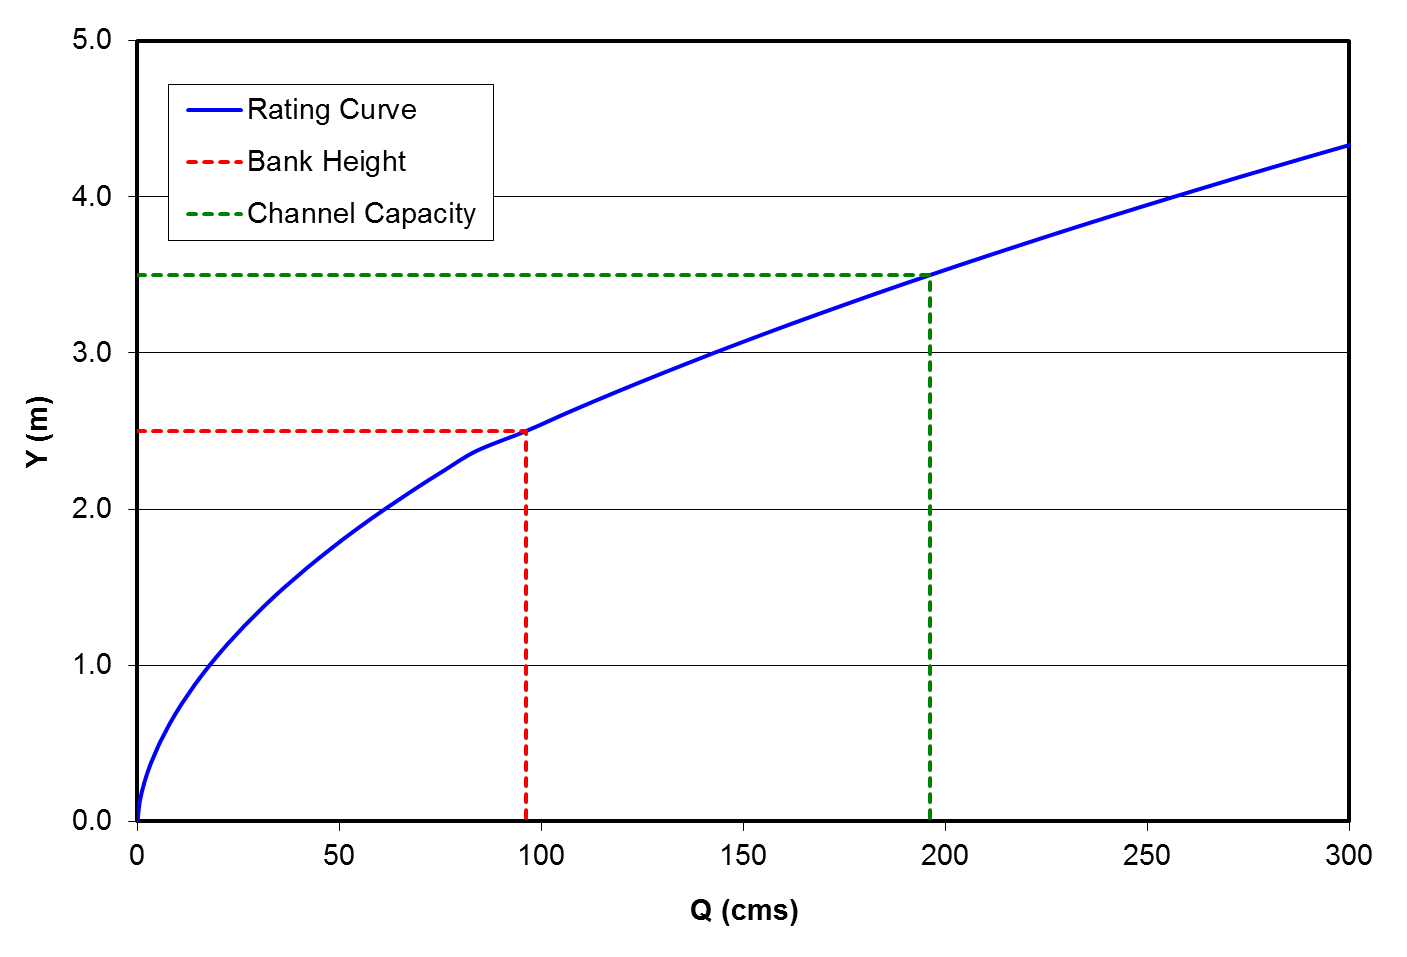 5.0
Rating Curve
Bank Height
Channel Capacity
4.0
3.0
Y (m)
2.0
1.0
0.0
0 50 100 150 200 250 300
Q (cms)